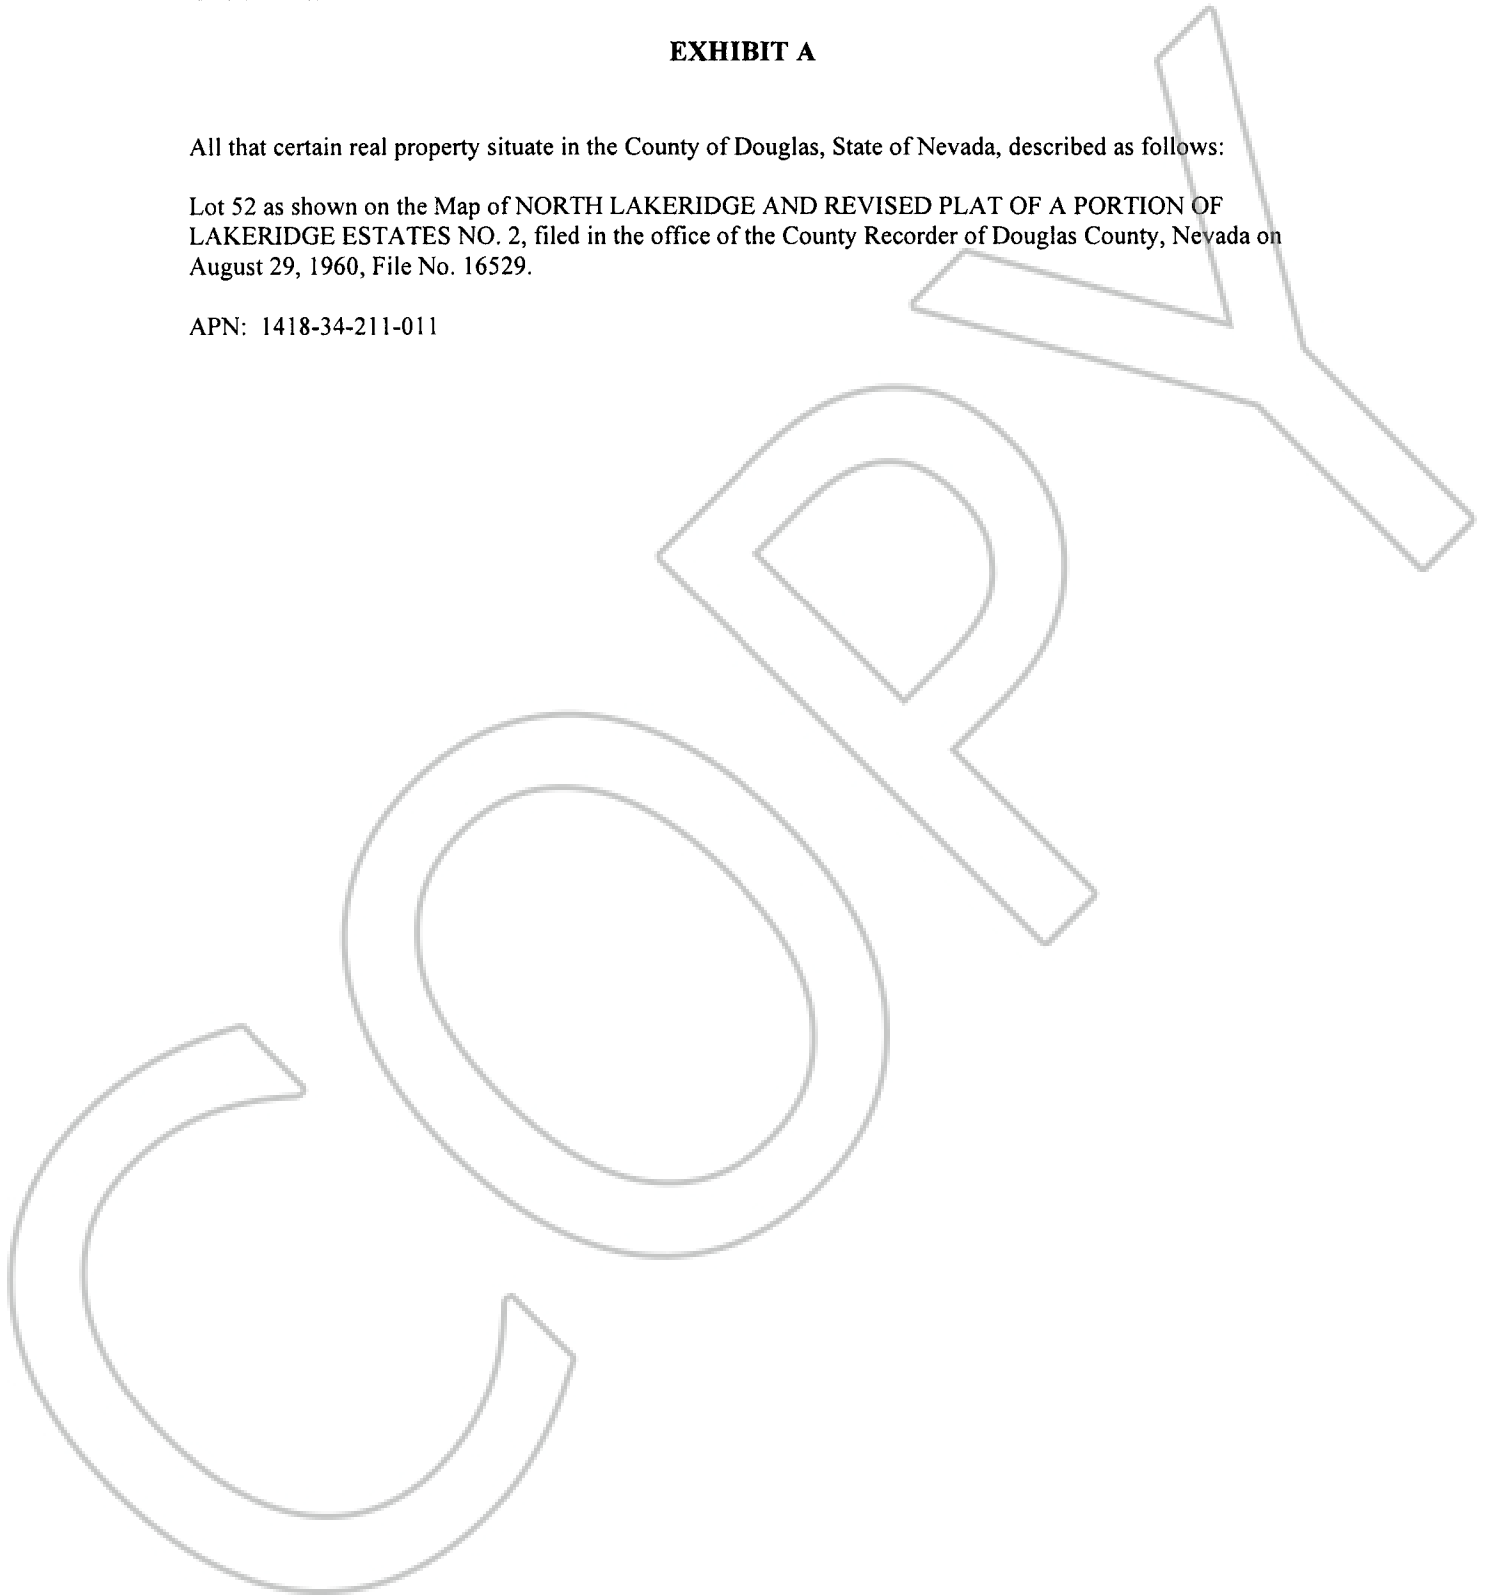 EXHIBIT A
All that certain real property situate in the County of Douglas, State of Nevada, described as follows:
Lot 52 as shown on the Map of NORTH LAKERIDGE AND REVISED PLAT OF A PORTION OF
LAKERIDGE ESTATES NO. 2, filed in the office of the County Recorder of Douglas County, Nevada on
August 29, 1960, File No. 16529.
APN: 1418-34-211-011
COPY